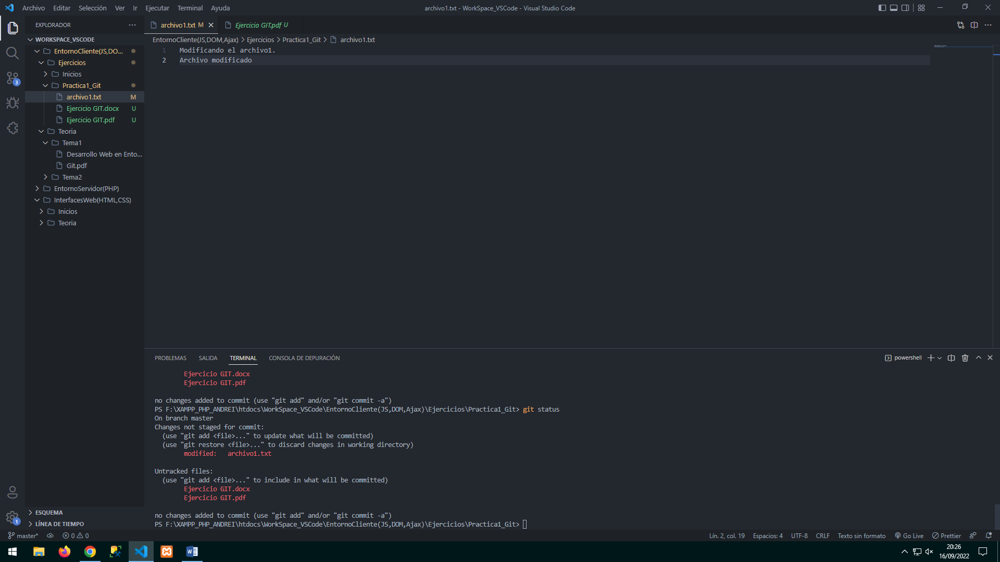 Archivo Editar Selección Ver Ir Ejecutar Terminal Ayuda
archivo1.txt - WorkSpace_VSCode - Visual Studio Code
EXPLORADOR
WORKSPACE_VSCODE
EntornoCliente(JS,DO...
Ejercicios
Inicios
Practica1_Git
archivo1.txt M
Ejercicio GIT.docx U
Ejercicio GIT.pdf U
Teoria
Tema1
Desarrollo Web en Ento...
Git.pdf
Tema2
EntornoServidor(PHP)
InterfacesWeb(HTML,CSS)
Inicios
Teoria
ESQUEMA
LÍNEA DE TIEMPO
3
1
archivo1.txt M
Ejercicio GIT.pdf U
EntornoCliente(JS,DOM,Ajax) > Ejercicios > Practica1_Git > archivo1.txt
1 Modificando el archivo1.
2 Archivo modificado
PROBLEMAS SALIDA TERMINAL CONSOLA DE DEPURACIÓN
powershell
Ejercicio GIT.docx
Ejercicio GIT.pdf
no changes added to commit (use "git add" and/or "git commit -a")
PS F:\XAMPP_PHP_ANDREI\htdocs\WorkSpace_VSCode\EntornoCliente(JS,DOM,Ajax)\Ejercicios\Practica1_Git> git status
On branch master
Changes not staged for commit:
(use "git add <file>..." to update what will be committed)
(use "git restore <file>..." to discard changes in working directory)
modified: archivo1.txt
Untracked files:
(use "git add <file>..." to include in what will be committed)
Ejercicio GIT.docx
Ejercicio GIT.pdf
no changes added to commit (use "git add" and/or "git commit -a")
PS F:\XAMPP_PHP_ANDREI\htdocs\WorkSpace_VSCode\EntornoCliente(JS,DOM,Ajax)\Ejercicios\Practica1_Git>
master* 0 0
Lín. 2, col. 19 Espacios: 4 UTF-8 CRLF Texto sin formato Go Live Prettier
20:26
16/09/2022